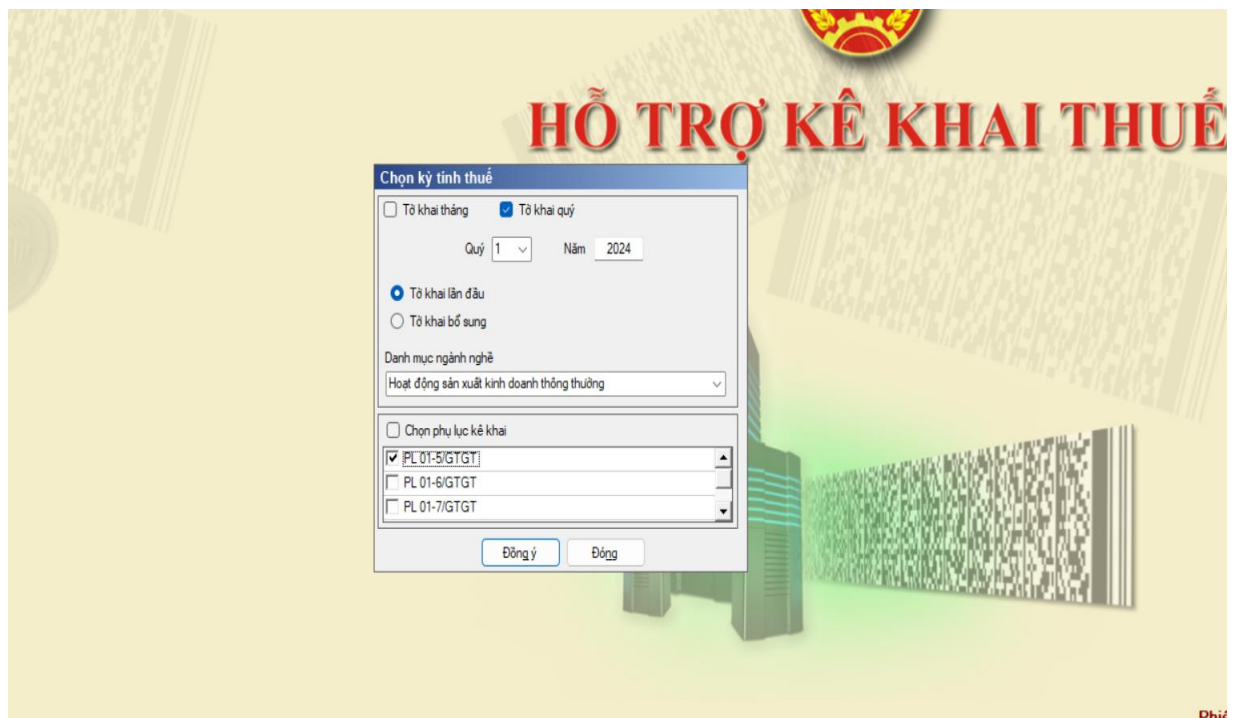 HỖ TRỢ KÊ KHAI THUẾ
Chọn kỳ tính thuế
Tờ khai tháng Tờ khai quý
Quý 1 Năm 2024
Tờ khai lần đầu
Tờ khai bổ sung
Danh mục ngành nghề
Hoạt động sản xuất kinh doanh thông thường
Chọn phụ lục kê khai
PL 01-5/GTGT
PL 01-6/GTGT
PL 01-7/GTGT
Đồng ý Đóng